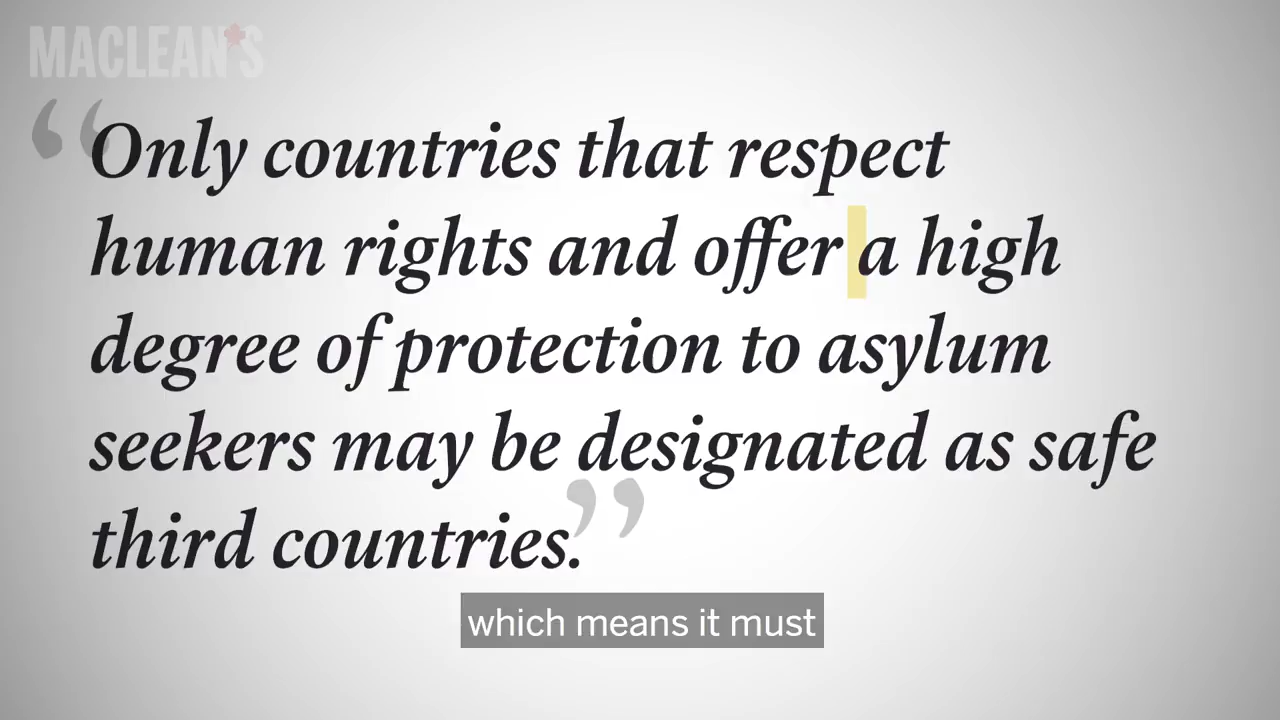 MACLEAN'S
“Only countries that respect
human rights and offer a high
degree of protection to asylum
seekers may be designated as safe
third countries.”
which means it must